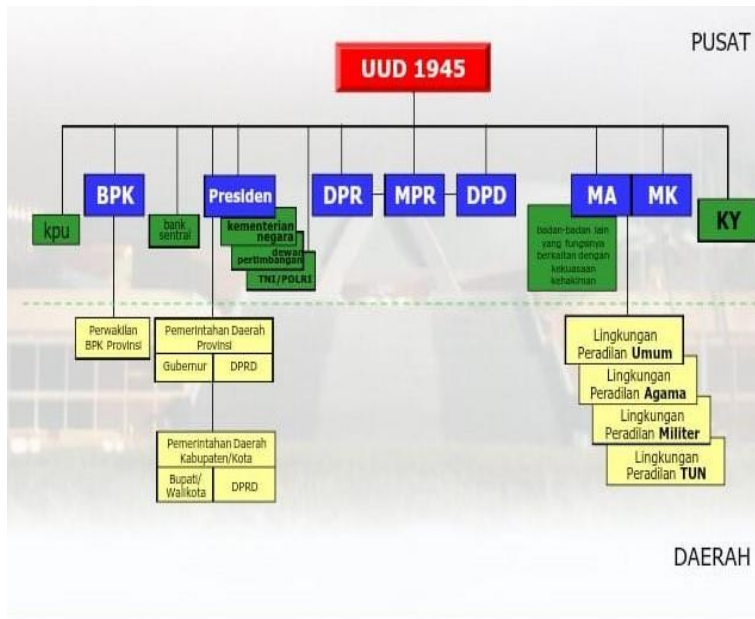 PUSAT
UUD 1945
BPK
Presiden
DPR
MPR
DPD
MA
MK
KY
kpu
bank
sentral
kementerian
negara
dewan
pertimbangan
TNI/POLRI
badan-badan lain
yang fungsinya
berkaitan dengan
kekuasaan
kehakiman
Perwakilan
BPK Provinsi
Pemerintahan Daerah
Provinsi
Gubernur
DPRD
Pemerintahan Daerah
Kabupaten/Kota
Bupati/
Walikota
DPRD
Lingkungan
Peradilan Umum
Lingkungan
Peradilan Agama
Lingkungan
Peradilan Militer
Lingkungan
Peradilan TUN
DAERAH